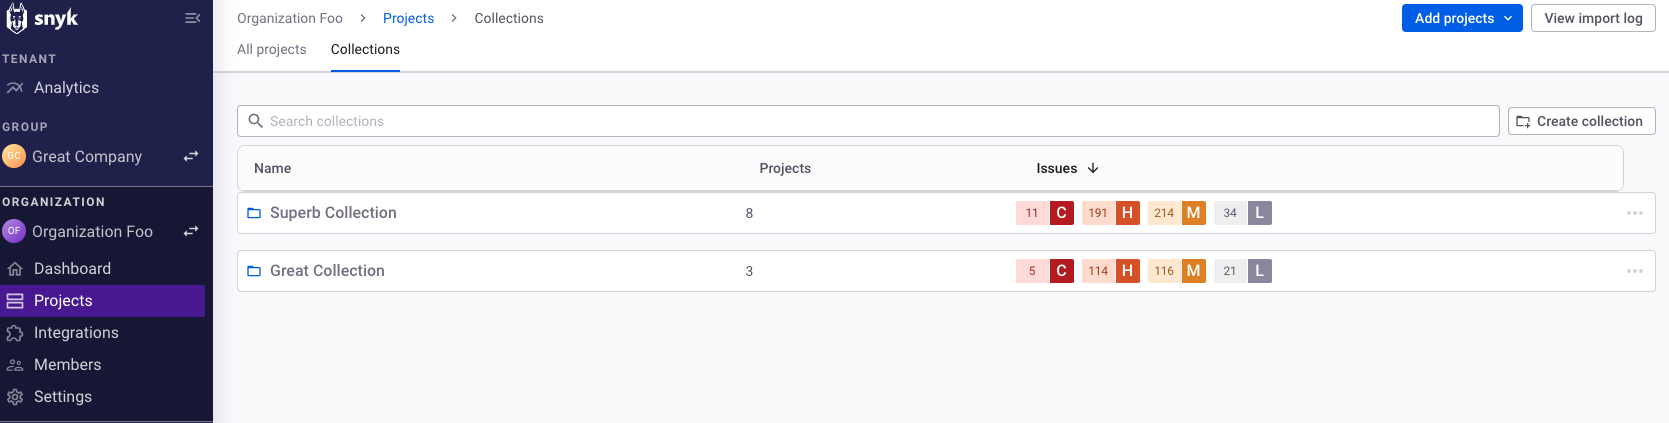 snyk
TENANT
Analytics
GROUP
GC Great Company
ORGANIZATION
OF Organization Foo
Dashboard
Projects
Integrations
Members
Settings
Organization Foo > Projects > Collections
Add projects
View import log
All projects Collections
Search collections
Create collection
Name Projects Issues ↓
Superb Collection 8 11 C 191 H 214 M 34 L
Great Collection 3 5 C 114 H 116 M 21 L